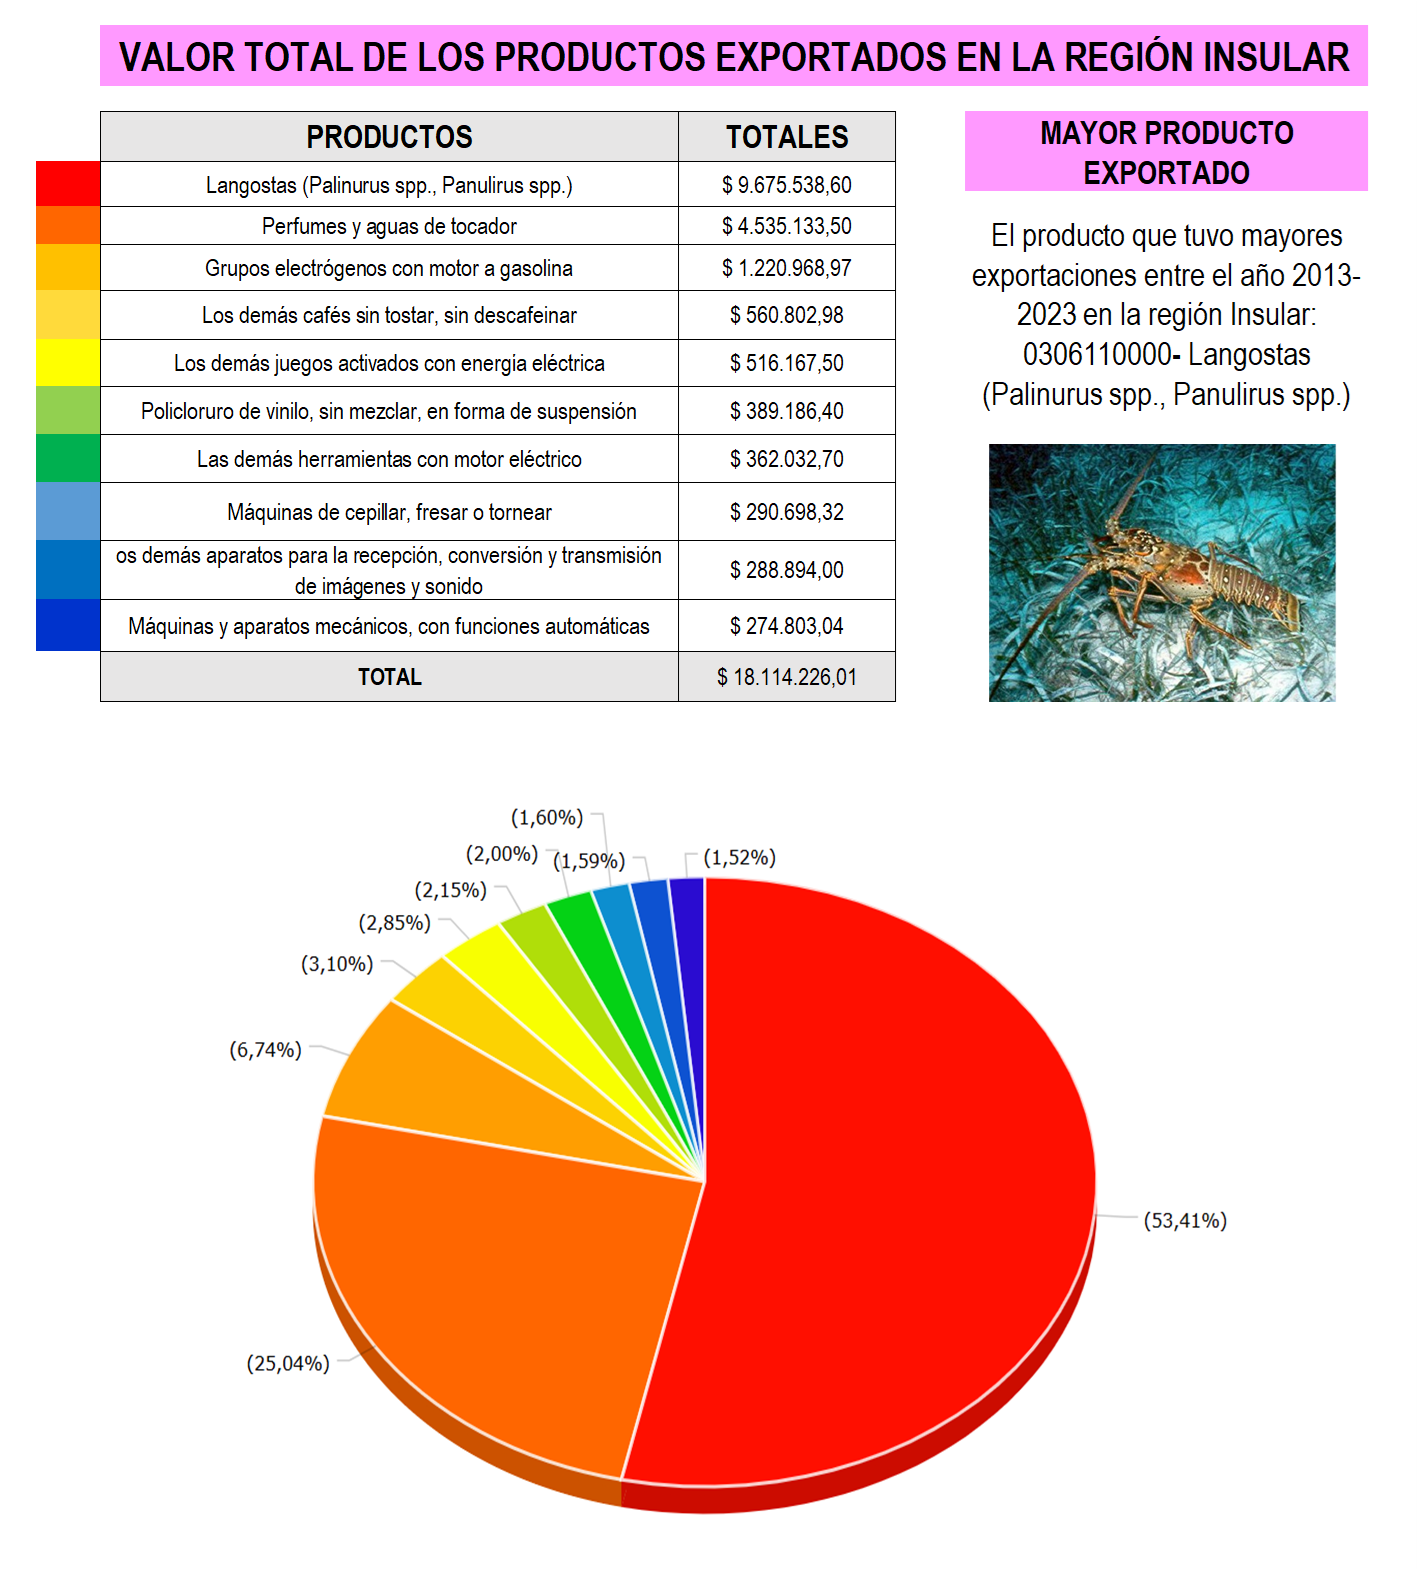 VALOR TOTAL DE LOS PRODUCTOS EXPORTADOS EN LA REGIÓN INSULAR
PRODUCTOS TOTALES
Langostas (Palinurus spp., Panulirus spp.) $ 9.675.538,60
Perfumes y aguas de tocador $ 4.535.133,50
Grupos electrógenos con motor a gasolina $ 1.220.968,97
Los demás cafés sin tostar, sin descafeinar $ 560.802,98
Los demás juegos activados con energía eléctrica $ 516.167,50
Policloruro de vinilo, sin mezclar, en forma de suspensión $ 389.186,40
Las demás herramientas con motor eléctrico $ 362.032,70
Máquinas de cepillar, fresar o tornear $ 290.698,32
os demás aparatos para la recepción, conversión y transmisión
de imágenes y sonido $ 288.894,00
Máquinas y aparatos mecánicos, con funciones automáticas $ 274.803,04
TOTAL $ 18.114.226,01
MAYOR PRODUCTO
EXPORTADO
El producto que tuvo mayores
exportaciones entre el año 2013-
2023 en la región Insular:
0306110000- Langostas
(Palinurus spp., Panulirus spp.)
(1,60%)
(2,00%)
(1,59%)
(1,52%)
(2,15%)
(2,85%)
(3,10%)
(6,74%)
(53,41%)
(25,04%)